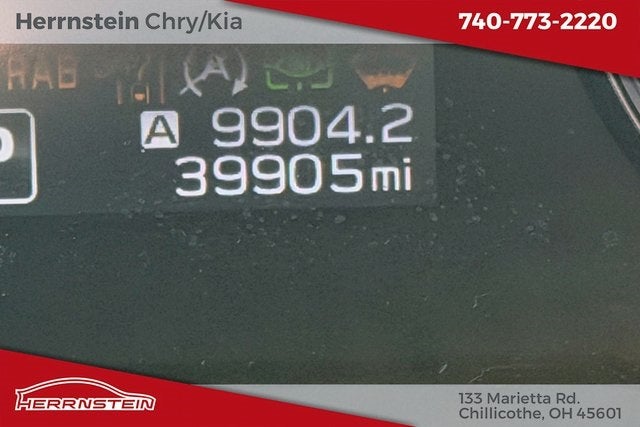 Herrnstein Chry/Kia
740-773-2220
A
A 9904.2
39905mi
HERRNSTEIN
133 Marietta Rd.
Chillicothe, OH 45601